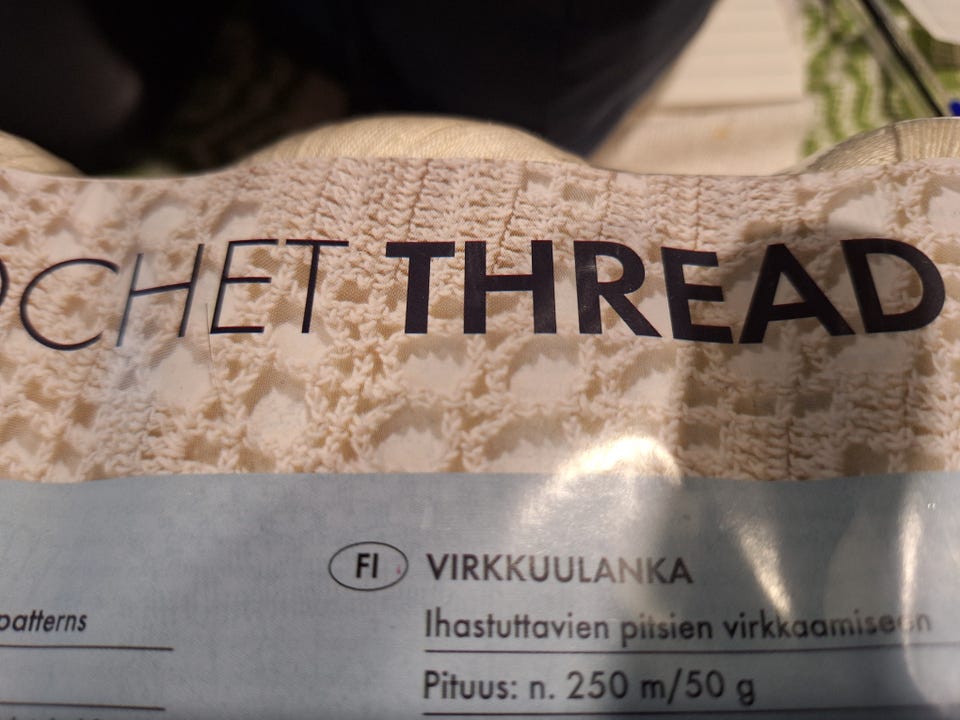 OCHET THREAD
FI VIRKKUULANKA
patterns
Ihastuttavien pitsien virkkaamiseen
Pituus: n. 250 m/50 g